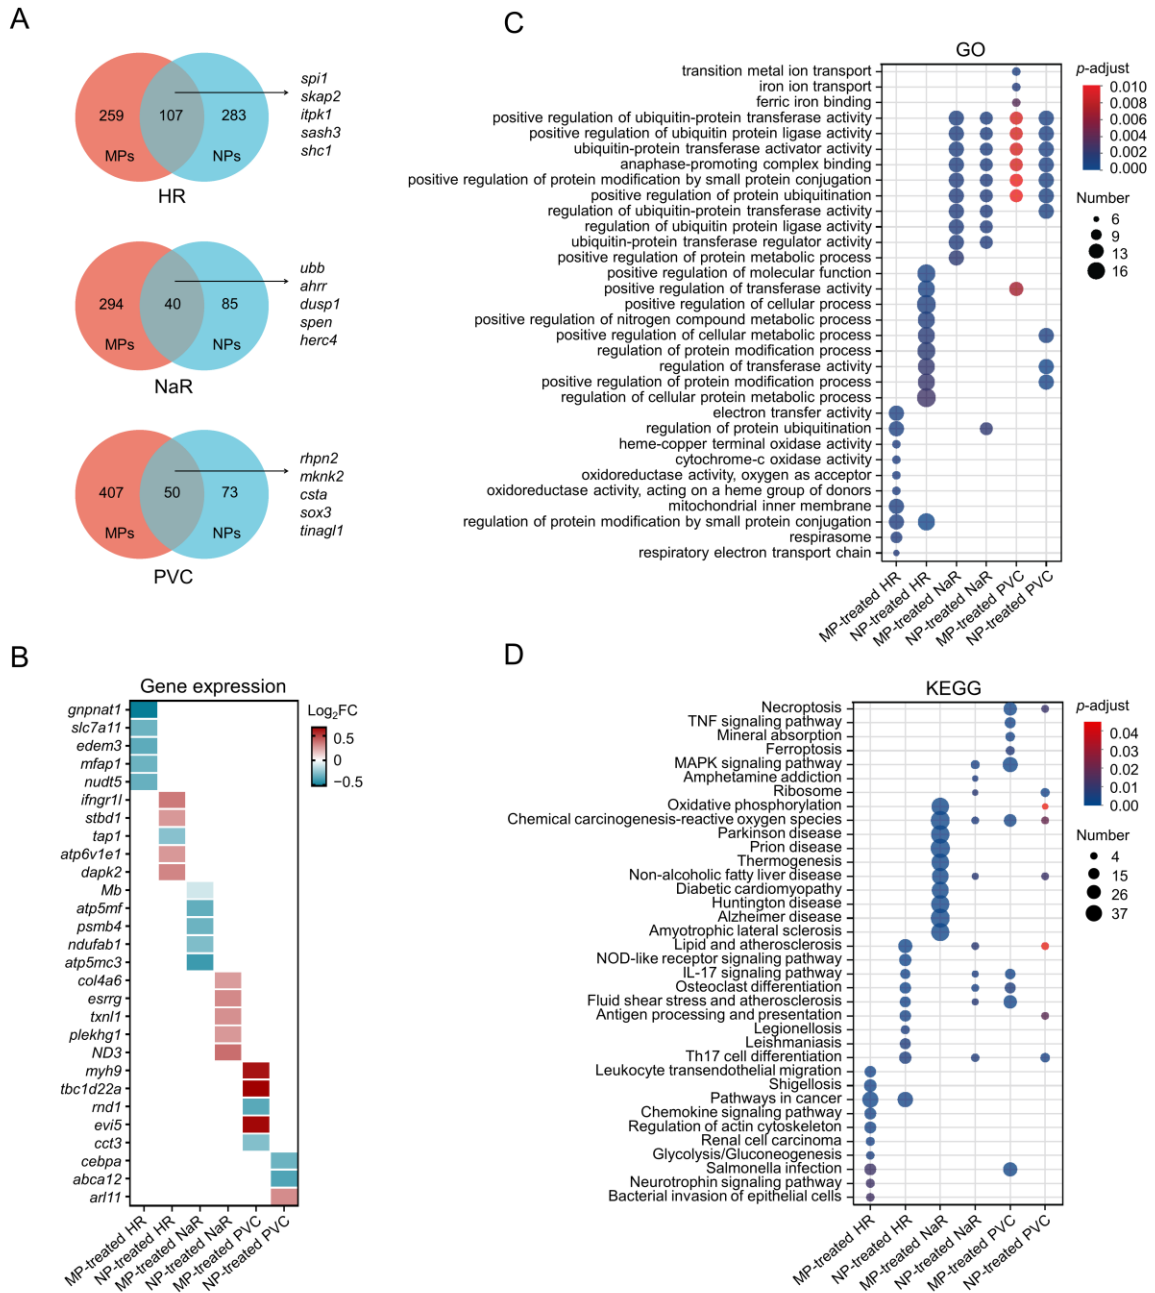 A
259
107
283
MPs
NPs
HR
spi1
skap2
itpk1
sash3
shc1
294
40
85
MPs
NPs
NaR
ubb
ahrr
dusp1
spen
herc4
407
50
73
MPs
NPs
PVC
rhpn2
mknk2
csta
sox3
tinagl1
B
Gene expression
gnpnat1
slc7a11
edem3
mfap1
nudt5
ifngr1l
stbd1
tap1
atp6v1e1
dapk2
Mb
atp5mf
psmb4
ndufab1
atp5mc3
col4a6
esrrg
txnl1
plekhg1
ND3
myh9
tbc1d22a
rnd1
evi5
cct3
cebpa
abca12
arl11
MP-treated HR
NP-treated HR
MP-treated NaR
NP-treated NaR
MP-treated PVC
NP-treated PVC
Log2FC
0.5
0
−0.5
C
GO
transition metal ion transport
iron ion transport
ferric iron binding
positive regulation of ubiquitin-protein transferase activity
positive regulation of ubiquitin protein ligase activity
ubiquitin-protein transferase activator activity
anaphase-promoting complex binding
positive regulation of protein modification by small protein conjugation
positive regulation of protein ubiquitination
regulation of ubiquitin-protein transferase activity
regulation of ubiquitin protein ligase activity
ubiquitin-protein transferase regulator activity
positive regulation of protein metabolic process
positive regulation of molecular function
positive regulation of transferase activity
positive regulation of cellular process
positive regulation of nitrogen compound metabolic process
positive regulation of cellular metabolic process
regulation of protein modification process
regulation of transferase activity
positive regulation of protein modification process
regulation of cellular protein metabolic process
electron transfer activity
regulation of protein ubiquitination
heme-copper terminal oxidase activity
cytochrome-c oxidase activity
oxidoreductase activity, oxygen as acceptor
oxidoreductase activity, acting on a heme group of donors
mitochondrial inner membrane
regulation of protein modification by small protein conjugation
respirasome
respiratory electron transport chain
MP-treated HR
NP-treated HR
MP-treated NaR
NP-treated NaR
MP-treated PVC
NP-treated PVC
p-adjust
0.010
0.008
0.006
0.004
0.002
0.000
Number
6
9
13
16
D
KEGG
Necroptosis
TNF signaling pathway
Mineral absorption
Ferroptosis
MAPK signaling pathway
Amphetamine addiction
Ribosome
Oxidative phosphorylation
Chemical carcinogenesis-reactive oxygen species
Parkinson disease
Prion disease
Thermogenesis
Non-alcoholic fatty liver disease
Diabetic cardiomyopathy
Huntington disease
Alzheimer disease
Amyotrophic lateral sclerosis
Lipid and atherosclerosis
NOD-like receptor signaling pathway
IL-17 signaling pathway
Osteoclast differentiation
Fluid shear stress and atherosclerosis
Antigen processing and presentation
Legionellosis
Leishmaniasis
Th17 cell differentiation
Leukocyte transendothelial migration
Shigellosis
Pathways in cancer
Chemokine signaling pathway
Regulation of actin cytoskeleton
Renal cell carcinoma
Glycolysis/Gluconeogenesis
Salmonella infection
Neurotrophin signaling pathway
Bacterial invasion of epithelial cells
MP-treated HR
NP-treated HR
MP-treated NaR
NP-treated NaR
MP-treated PVC
NP-treated PVC
p-adjust
0.04
0.03
0.02
0.01
0.00
Number
4
15
26
37